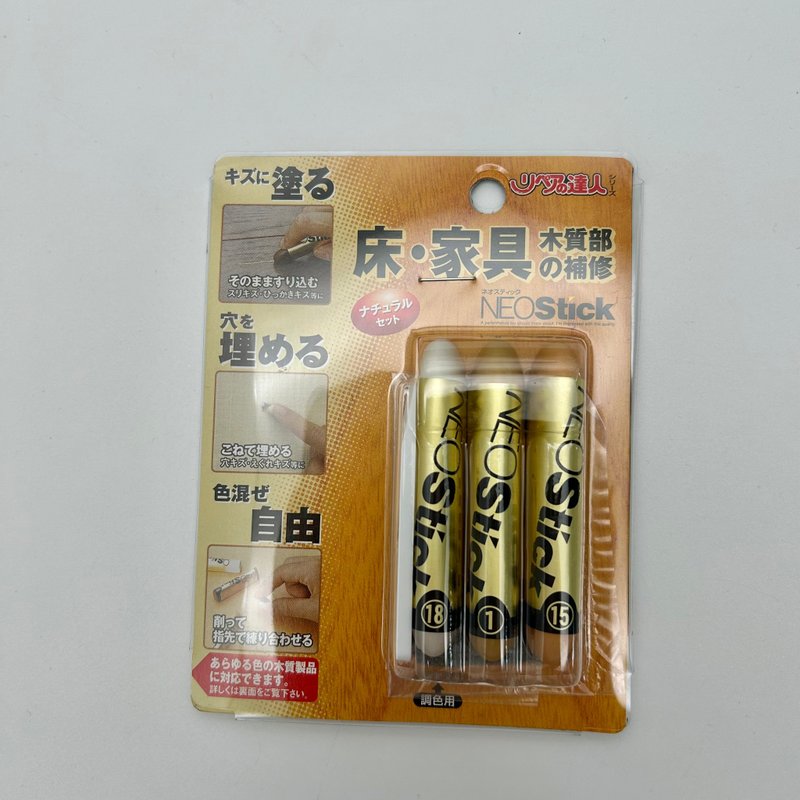 キズに塗る
そのまますり込む
スリキズ・ひっかきキズ等に
穴を
埋める
こねて埋める
穴キズ・えぐれキズ等に
色混ぜ
自由
削って
指先で練り合わせる
あらゆる色の木質製品
に対応できます。
詳しくは裏面をご覧下さい。
リペアの達人
シリーズ
床・家具
木質部
の補修
ナチュラル
セット
ネオスティック
NEOStick
NEOStick
18
NEOStick
1
NEOStick
15
調色用